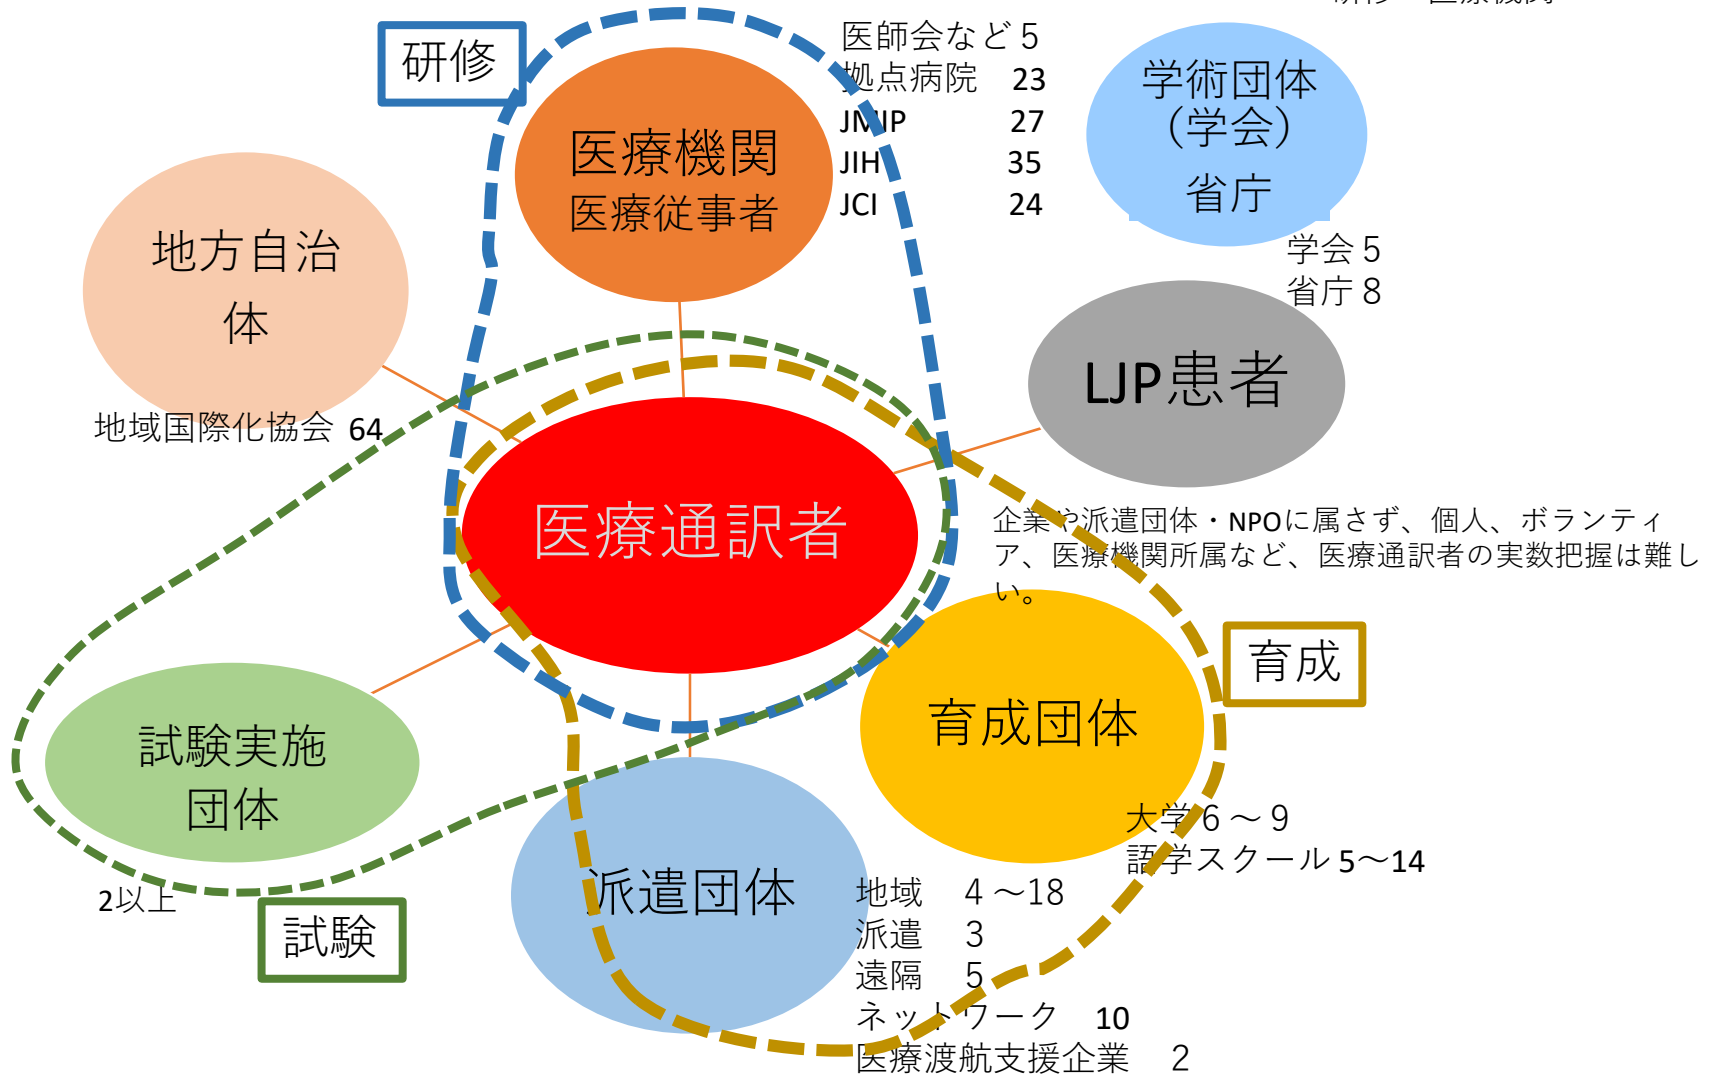 研修
医師会など５
拠点病院 23
JMIP 27
JIH 35
JCI 24
医療機関
医療従事者
学術団体
（学会）
省庁
学会５
省庁８
地方自治
体
地域国際化協会 64
LJP患者
医療通訳者
企業や派遣団体・NPOに属さず、個人、ボランティ
ア、医療機関所属など、医療通訳者の実数把握は難し
い。
育成
育成団体
大学６～９
語学スクール 5～14
試験実施
団体
2以上
試験
派遣団体
地域 ４～18
派遣 ３
遠隔 ５
ネットワーク 10
医療渡航支援企業 ２